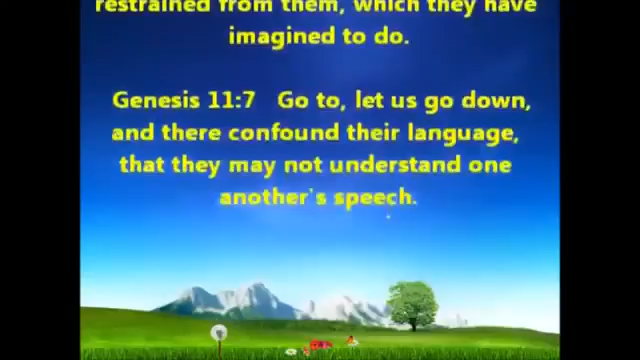 restrained from them, which they have
imagined to do.
Genesis 11:7 Go to, let us go down,
and there confound their language,
that they may not understand one
another's speech.